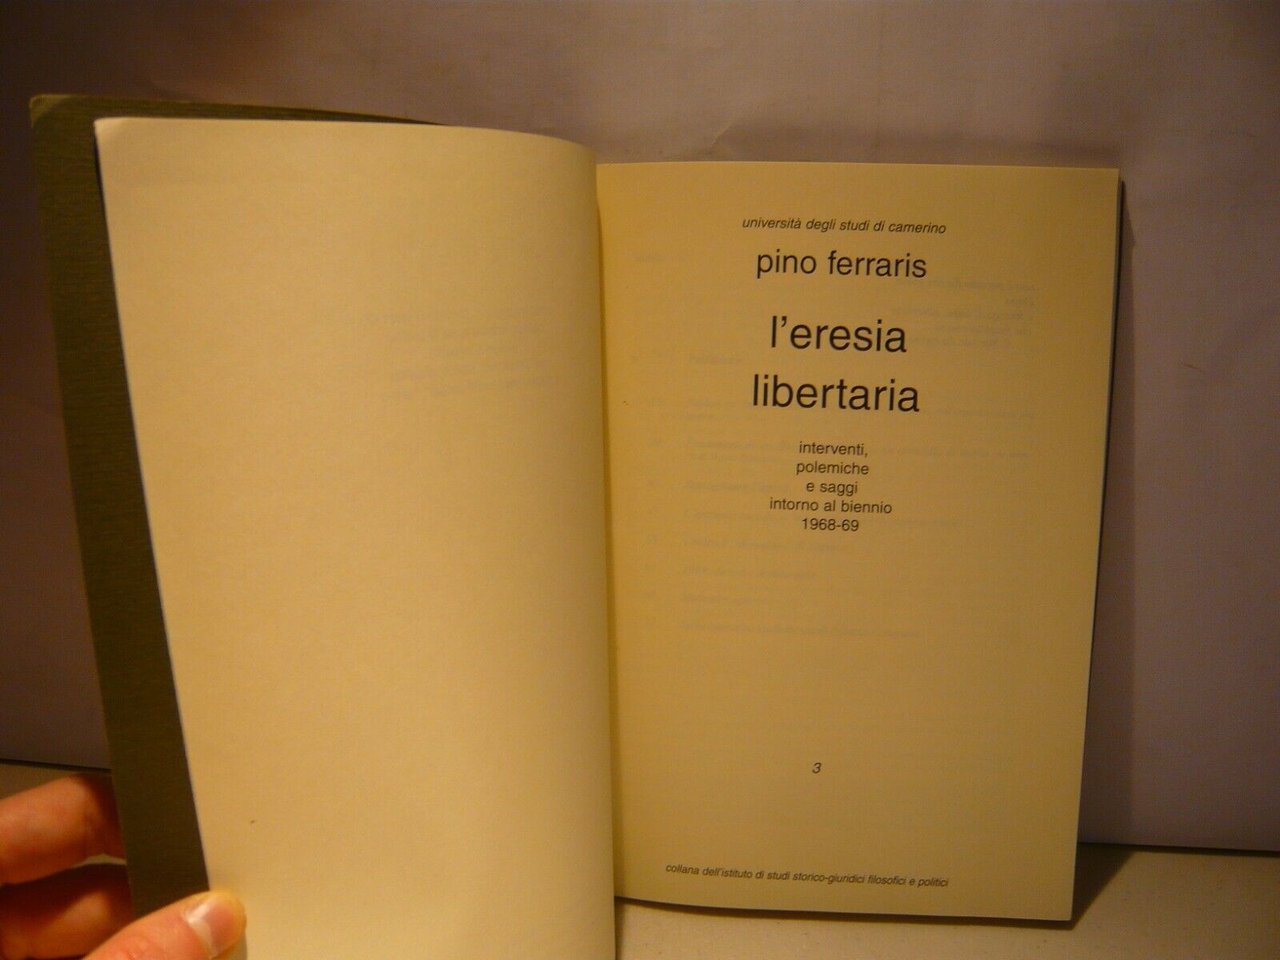 università degli studi di camerino
pino ferraris
l'eresia
libertaria
interventi,
polemiche
e saggi
intorno al biennio
1968-69
3
collana dell'istituto di studi storico-giuridici filosofici e politici